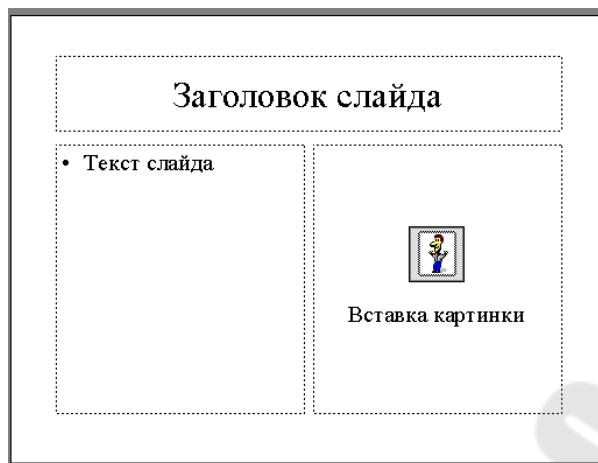 Заголовок слайда
• Текст слайда
Вставка картинки